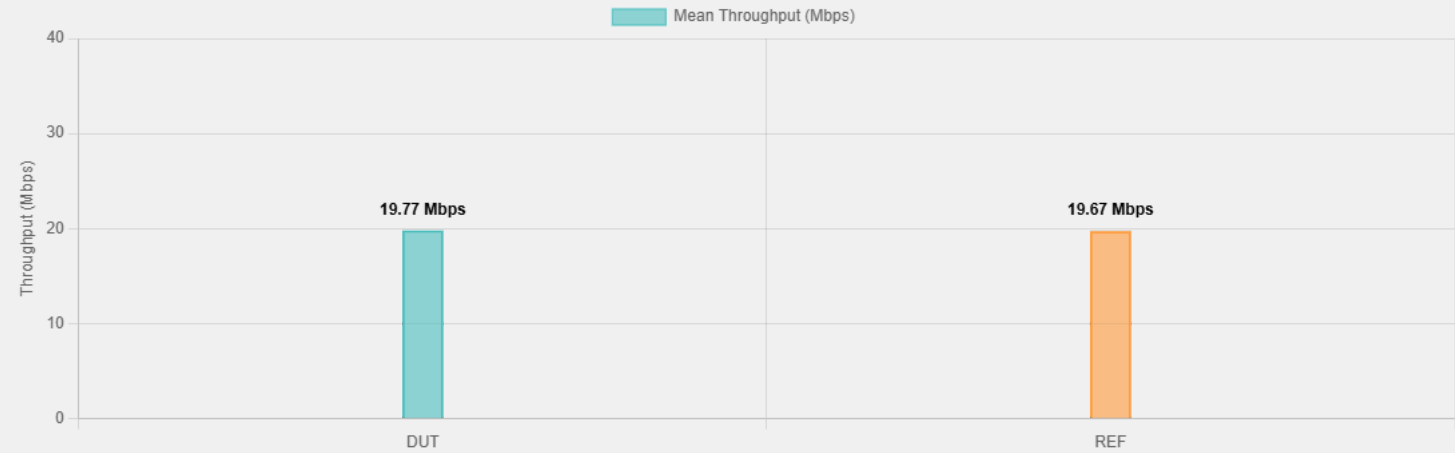 Mean Throughput (Mbps)
40
30
20
10
0
Throughput (Mbps)
19.77 Mbps
19.67 Mbps
DUT
REF